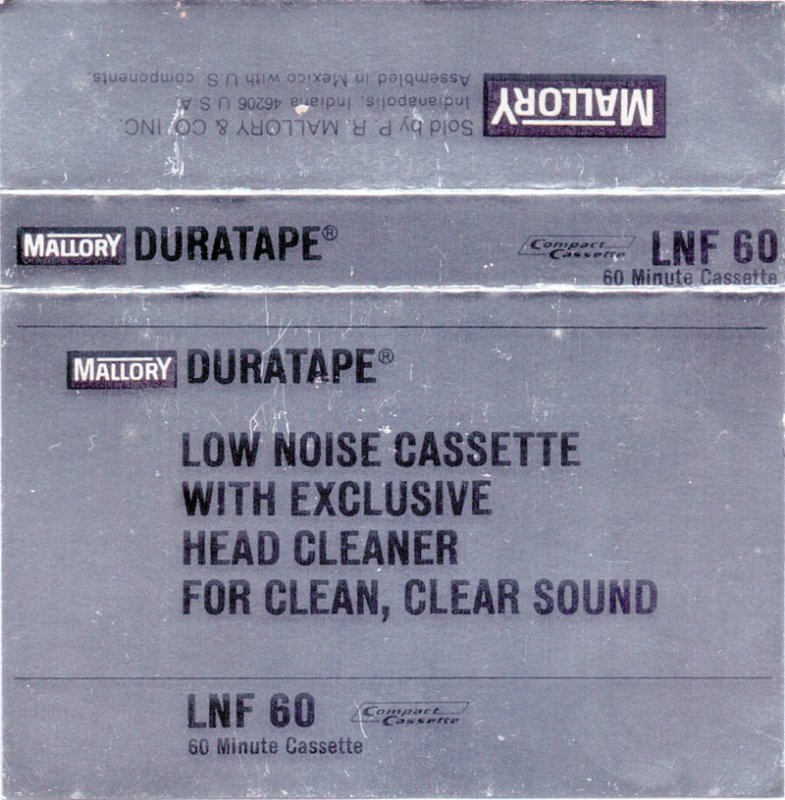 MALLORY
Sold by P. R. MALLORY & CO. INC.
Indianapolis, Indiana 46206 U.S.A.
Assembled in Mexico with U.S. components.
MALLORY DURATAPE®
Compact
Cassette
LNF 60
60 Minute Cassette
MALLORY DURATAPE®
LOW NOISE CASSETTE
WITH EXCLUSIVE
HEAD CLEANER
FOR CLEAN, CLEAR SOUND
LNF 60
Compact
Cassette
60 Minute Cassette